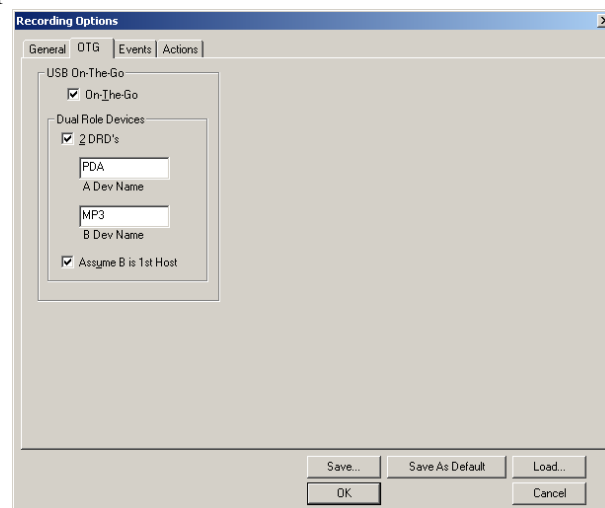 Recording Options
General OTG Events Actions
USB On-The-Go
On-The-Go
Dual Role Devices
2 DRD's
PDA
A Dev Name
MP3
B Dev Name
Assume B is 1st Host
Save... Save As Default Load...
OK Cancel